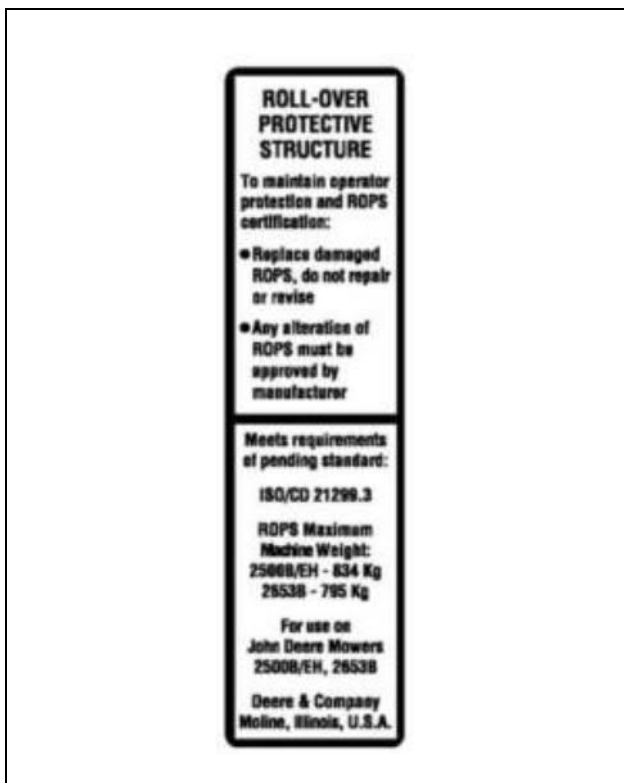 ROLL-OVER
PROTECTIVE
STRUCTURE
To maintain operator
protection and ROPS
certification:
● Replace damaged
ROPS, do not repair
or revise
● Any alteration of
ROPS must be
approved by
manufacturer
Meets requirements
of pending standard:
ISO/CD 21299.3
ROPS Maximum
Machine Weight:
2500B/EH - 834 Kg
2653B - 795 Kg
For use on
John Deere Mowers
2500B/EH, 2653B
Deere & Company
Moline, Illinois, U.S.A.